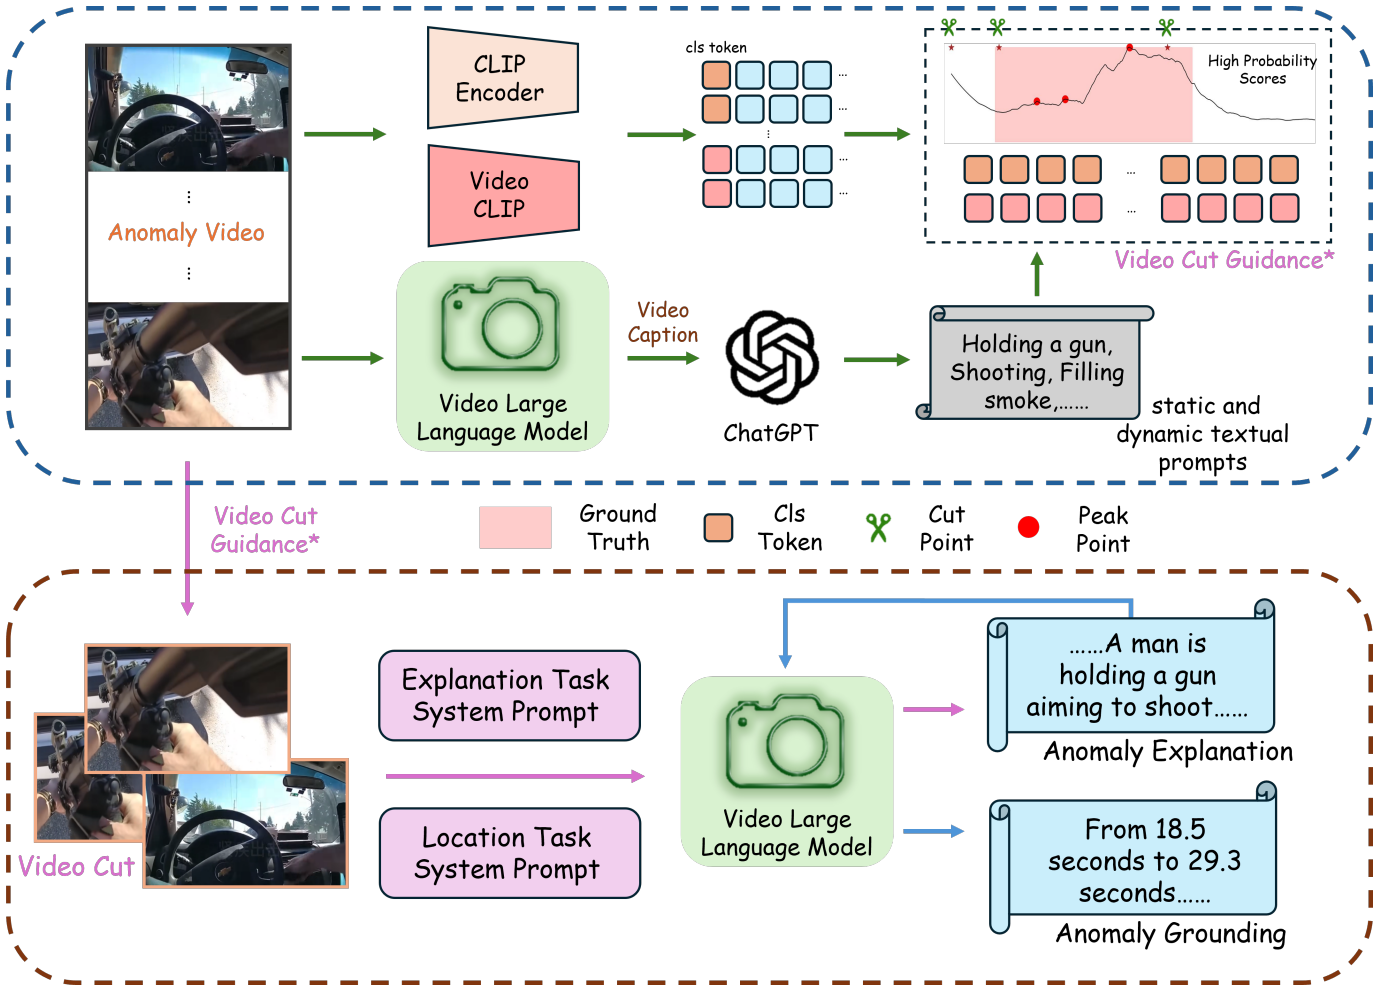 Anomaly Video
CLIP
Encoder
Video
CLIP
cls token
...
...
...
...
High Probability
Scores
...
...
Video Cut Guidance*
Video Large
Language Model
Video
Caption
ChatGPT
Holding a gun,
Shooting, Filling
smoke,......
static and
dynamic textual
prompts
Video Cut
Guidance*
Ground
Truth
Cls
Token
Cut
Point
Peak
Point
Video Cut
Explanation Task
System Prompt
Location Task
System Prompt
Video Large
Language Model
......A man is
holding a gun
aiming to shoot......
Anomaly Explanation
From 18.5
seconds to 29.3
seconds......
Anomaly Grounding